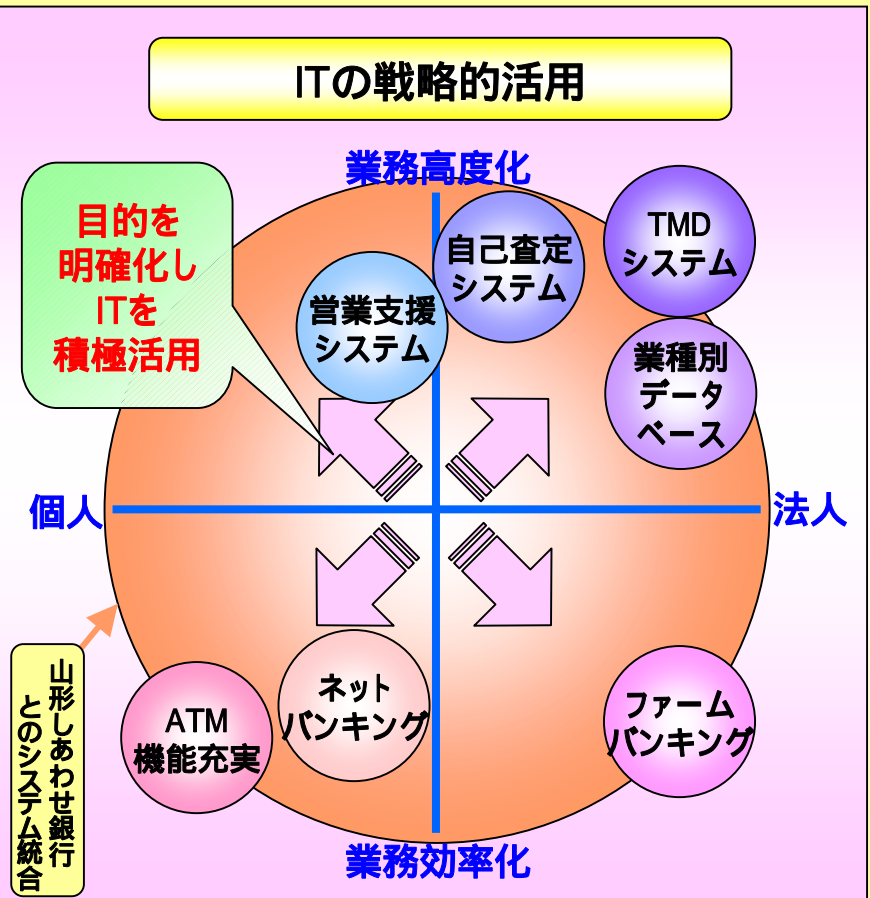 ITの戦略的活用
業務高度化
目的を
明確化し
ITを
積極活用
営業支援
システム
自己査定
システム
TMD
システム
業種別
データ
ベース
個人
法人
山形しあわせ銀行
とのシステム統合
ATM
機能充実
ネット
バンキング
ファーム
バンキング
業務効率化